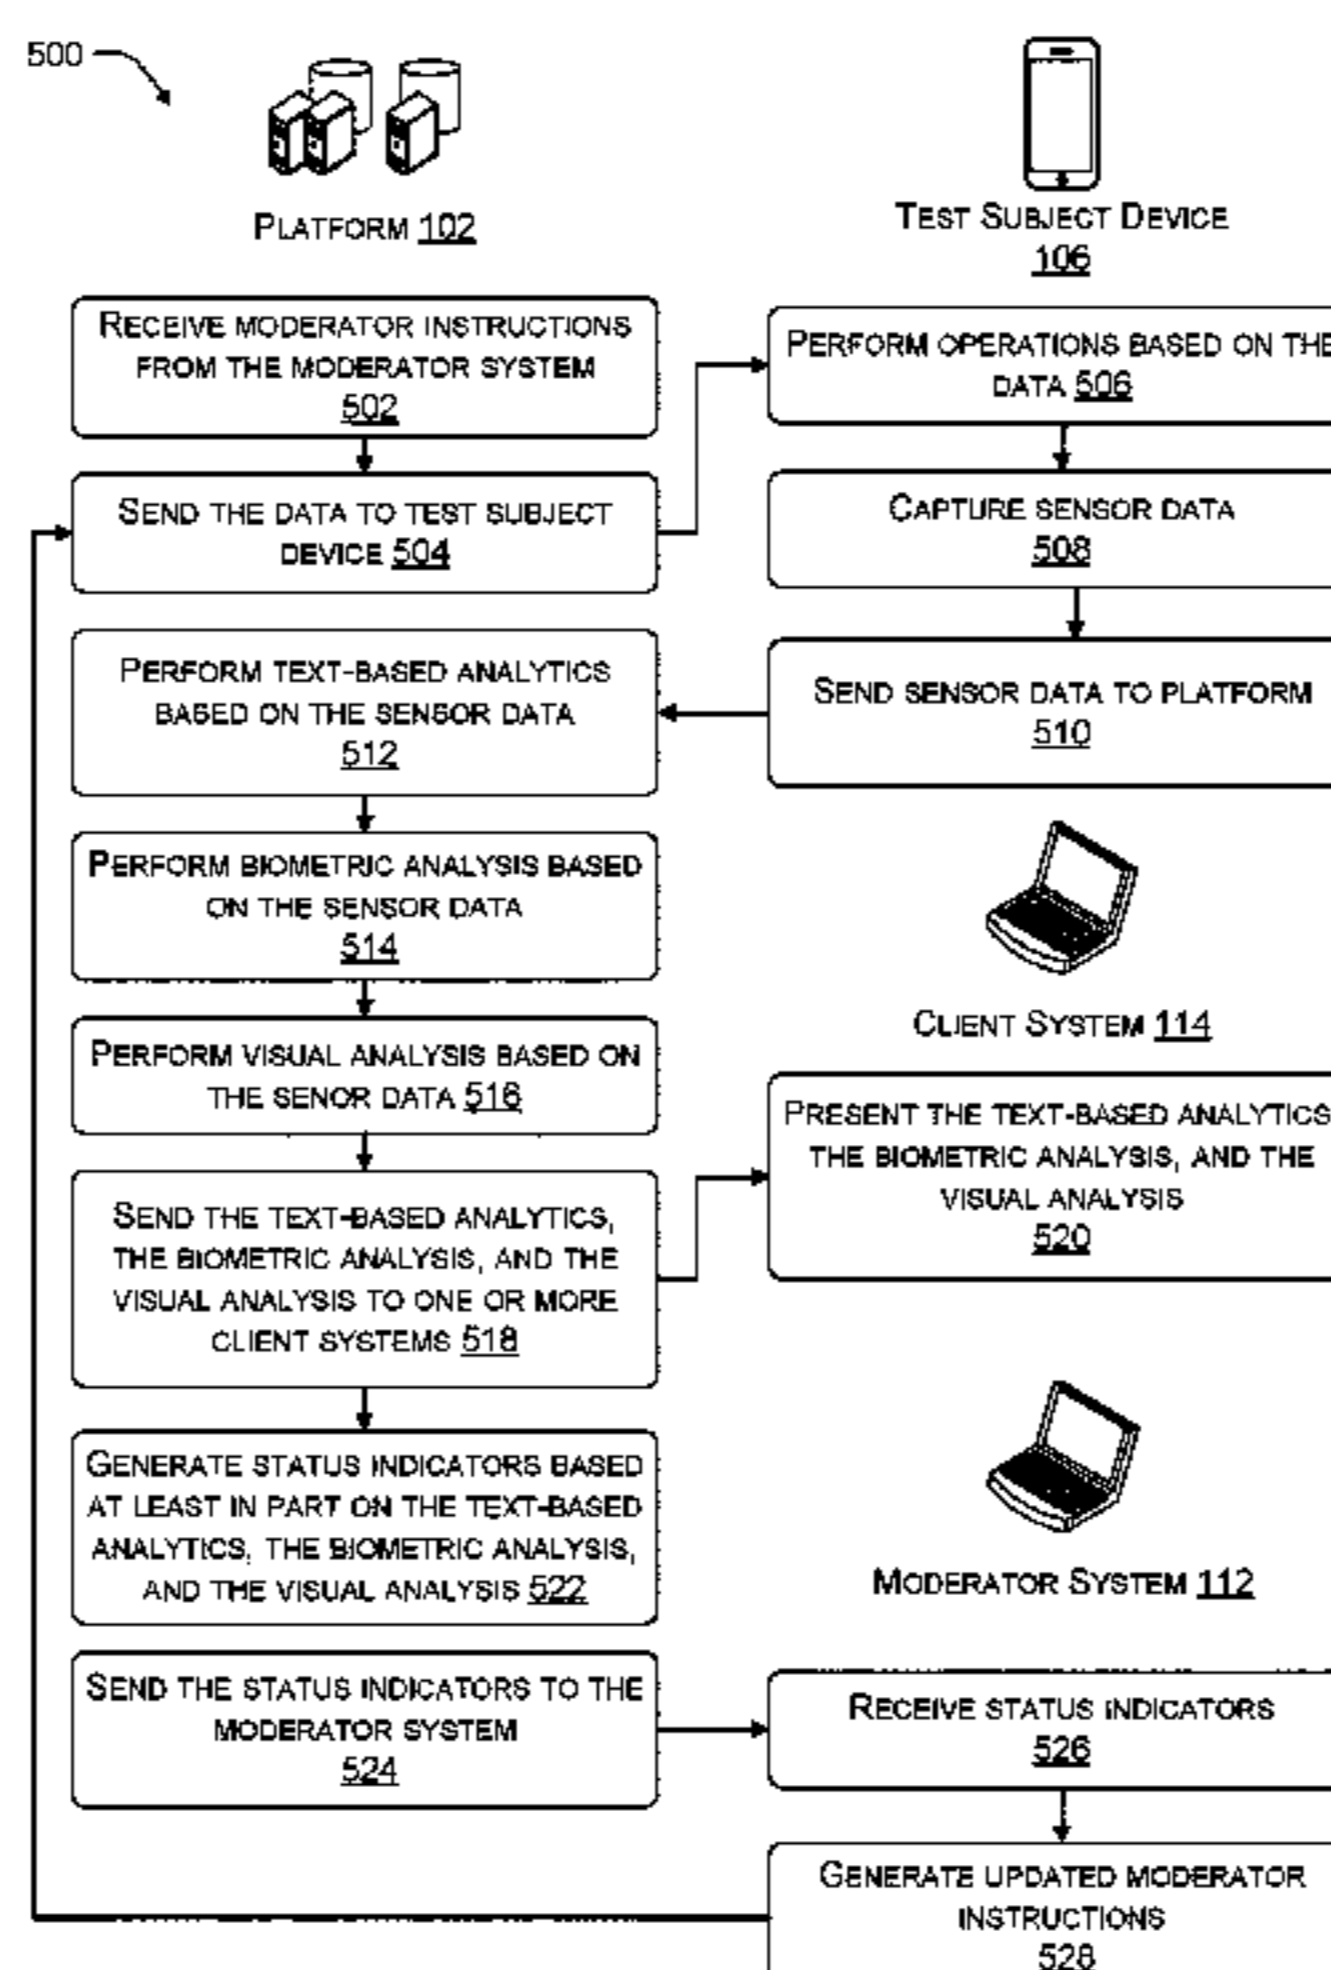 500
PLATFORM 102
TEST SUBJECT DEVICE
106
RECEIVE MODERATOR INSTRUCTIONS
FROM THE MODERATOR SYSTEM
502
PERFORM OPERATIONS BASED ON THE
DATA 506
SEND THE DATA TO TEST SUBJECT
DEVICE 504
CAPTURE SENSOR DATA
508
PERFORM TEXT-BASED ANALYTICS
BASED ON THE SENSOR DATA
512
SEND SENSOR DATA TO PLATFORM
510
PERFORM BIOMETRIC ANALYSIS BASED
ON THE SENSOR DATA
514
CLIENT SYSTEM 114
PERFORM VISUAL ANALYSIS BASED ON
THE SENOR DATA 516
PRESENT THE TEXT-BASED ANALYTICS
THE BIOMETRIC ANALYSIS, AND THE
VISUAL ANALYSIS
520
SEND THE TEXT-BASED ANALYTICS,
THE BIOMETRIC ANALYSIS, AND THE
VISUAL ANALYSIS TO ONE OR MORE
CLIENT SYSTEMS 518
GENERATE STATUS INDICATORS BASED
AT LEAST IN PART ON THE TEXT-BASED
ANALYTICS, THE BIOMETRIC ANALYSIS,
AND THE VISUAL ANALYSIS 522
MODERATOR SYSTEM 112
SEND THE STATUS INDICATORS TO THE
MODERATOR SYSTEM
524
RECEIVE STATUS INDICATORS
526
GENERATE UPDATED MODERATOR
INSTRUCTIONS
528